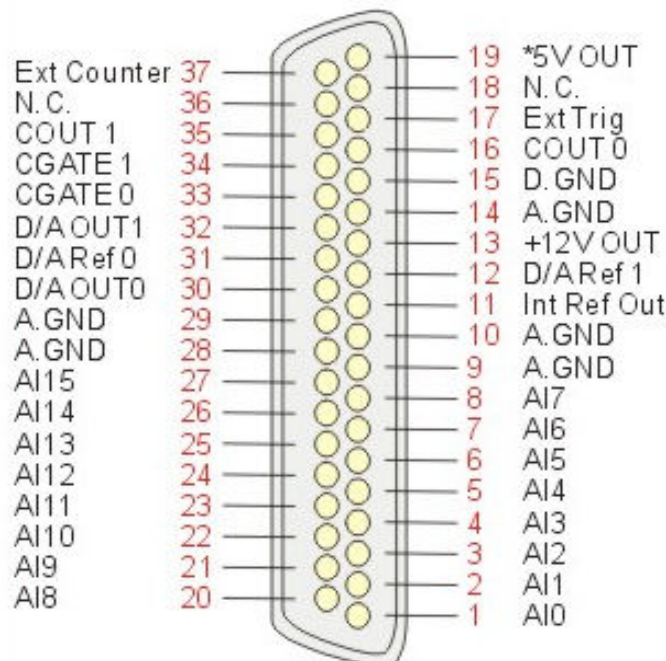 Ext Counter 37
N.C. 36
COUT 1 35
CGATE 1 34
CGATE 0 33
D/A OUT1 32
D/A Ref 0 31
D/A OUT0 30
A.GND 29
A.GND 28
AI15 27
AI14 26
AI13 25
AI12 24
AI11 23
AI10 22
AI9 21
AI8 20
19 *5V OUT
18 N.C.
17 Ext Trig
16 COUT 0
15 D.GND
14 A.GND
13 +12V OUT
12 D/A Ref 1
11 Int Ref Out
10 A.GND
9 A.GND
8 AI7
7 AI6
6 AI5
5 AI4
4 AI3
3 AI2
2 AI1
1 AI0